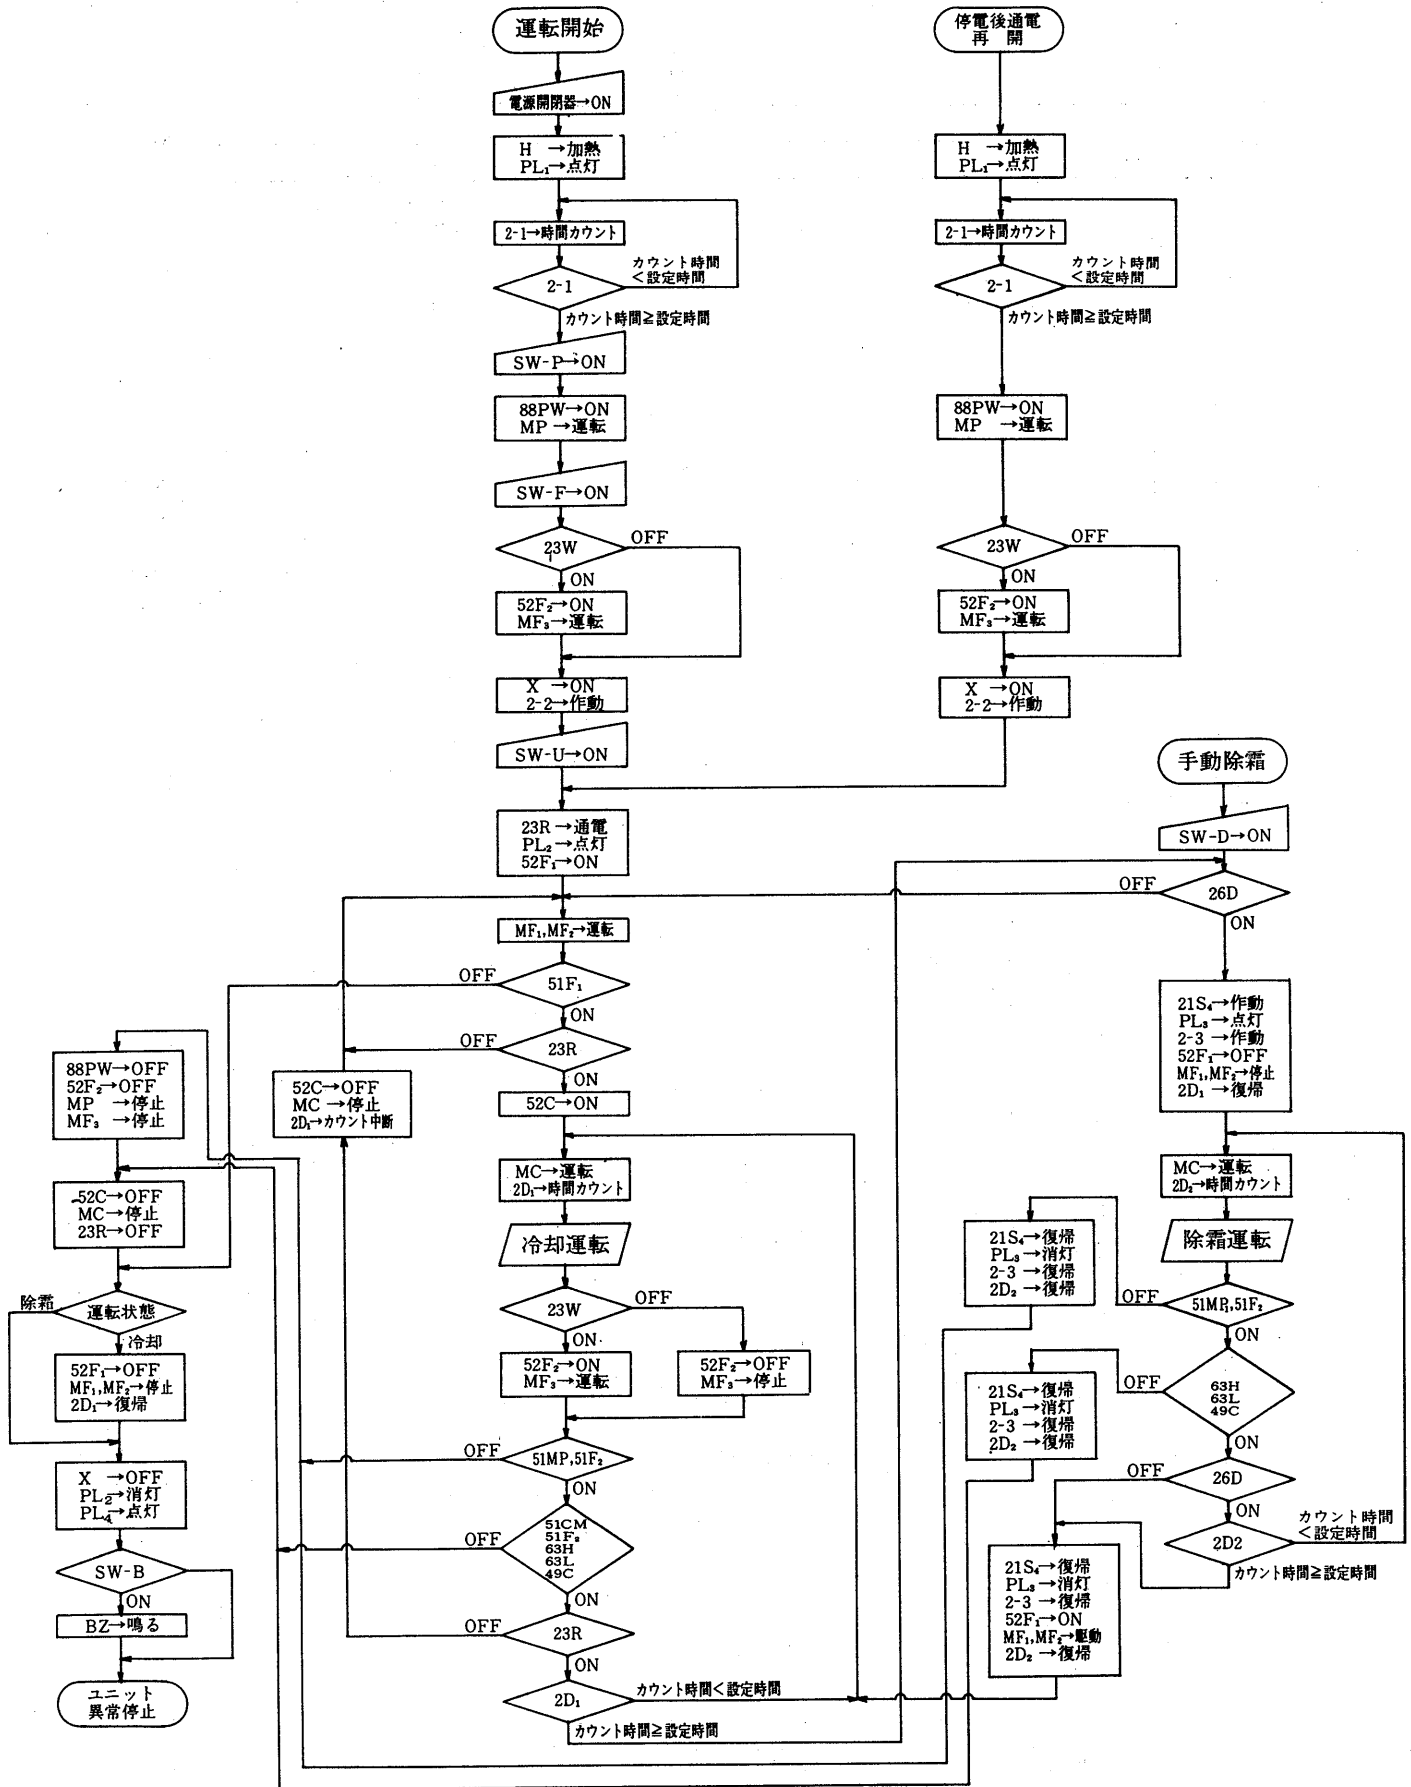 運転開始
電源開閉器→ON
H →加熱
PL₁→点灯
2-1→時間カウント
カウント時間
<設定時間
2-1
カウント時間≧設定時間
SW-P→ON
88PW→ON
MP →運転
SW-F→ON
23W
OFF
ON
52F₂→ON
MF₃→運転
X →ON
2-2→作動
SW-U→ON
停電後通電
再 開
H →加熱
PL₁→点灯
2-1→時間カウント
カウント時間
<設定時間
2-1
カウント時間≧設定時間
88PW→ON
MP →運転
23W
OFF
ON
52F₂→ON
MF₃→運転
X →ON
2-2→作動
23R→通電
PL₂→点灯
52F₁→ON
MF₁,MF₂→運転
OFF
51F₁
ON
OFF
23R
ON
52C→ON
52C→OFF
MC →停止
2D₁→カウント中断
MC→運転
2D₁→時間カウント
冷却運転
23W
OFF
ON
52F₂→ON
MF₃→運転
52F₂→OFF
MF₃→停止
OFF
51MP,51F₂
ON
OFF
51CM
51F₂
63H
63L
49C
ON
OFF
23R
ON
2D₁
カウント時間<設定時間
カウント時間≧設定時間
88PW→OFF
52F₂→OFF
MP →停止
MF₃ →停止
52C→OFF
MC→停止
23R→OFF
除霜
運転状態
冷却
52F₁→OFF
MF₁,MF₂→停止
2D₁→復帰
X →OFF
PL₂→消灯
PL₄→点灯
SW-B
ON
BZ→鳴る
ユニット
異常停止
手動除霜
SW-D→ON
OFF
26D
ON
21S₄→作動
PL₃→点灯
2-3→作動
52F₁→OFF
MF₁,MF₂→停止
2D₁→復帰
MC→運転
2D₂→時間カウント
除霜運転
OFF
51MP,51F₂
ON
21S₄→復帰
PL₃→消灯
2-3→復帰
2D₂→復帰
OFF
63H
63L
49C
ON
21S₄→復帰
PL₃→消灯
2-3→復帰
2D₂→復帰
OFF
26D
ON
カウント時間
<設定時間
2D2
カウント時間≧設定時間
21S₄→復帰
PL₃→消灯
2-3→復帰
52F₁→ON
MF₁,MF₂→駆動
2D₂→復帰